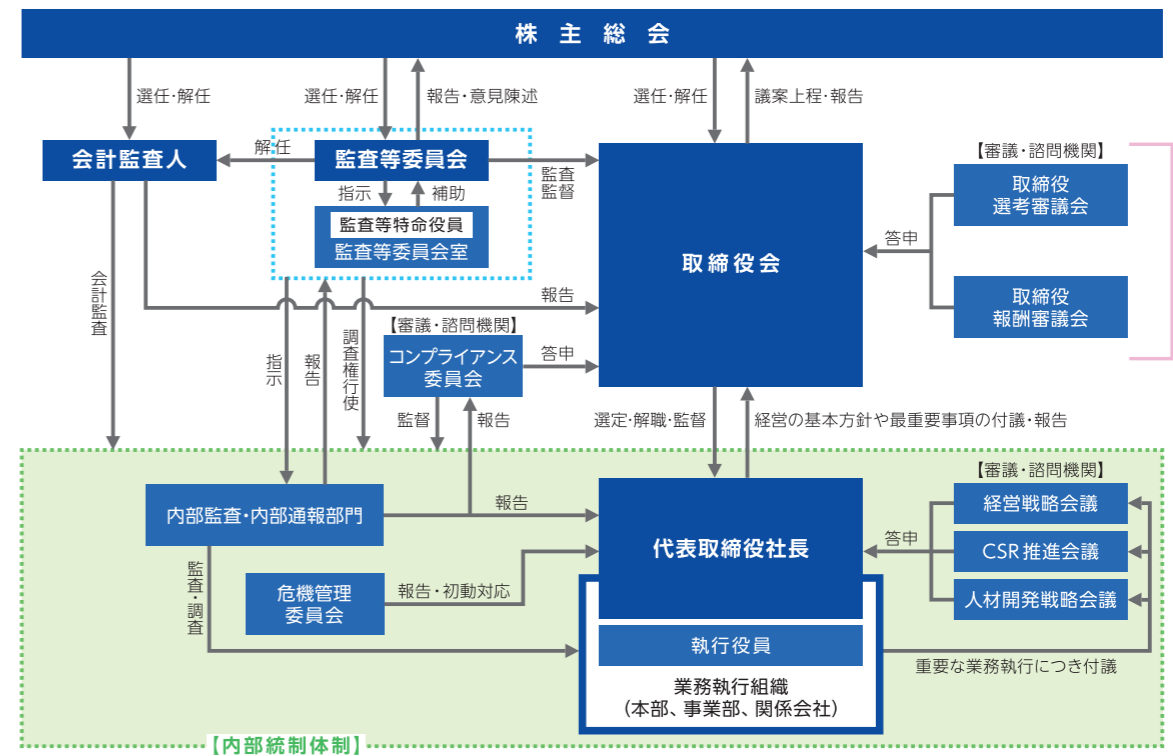 株主総会
選任・解任
選任・解任
報告・意見陳述
選任・解任
議案上程・報告
会計監査人
解任
監査等委員会
監査
監督
指示
補助
監査等特命役員
監査等委員会室
取締役会
【審議・諮問機関】
取締役
選考審議会
答申
取締役
報酬審議会
会計監査
報告
指示
報告
調査権行使
【審議・諮問機関】
コンプライアンス
委員会
答申
監督
報告
選定・解職・監督
経営の基本方針や最重要事項の付議・報告
内部監査・内部通報部門
報告
代表取締役社長
【審議・諮問機関】
経営戦略会議
答申
CSR推進会議
人材開発戦略会議
監査・調査
危機管理
委員会
報告・初動対応
執行役員
重要な業務執行につき付議
業務執行組織
（本部、事業部、関係会社）
【内部統制体制】